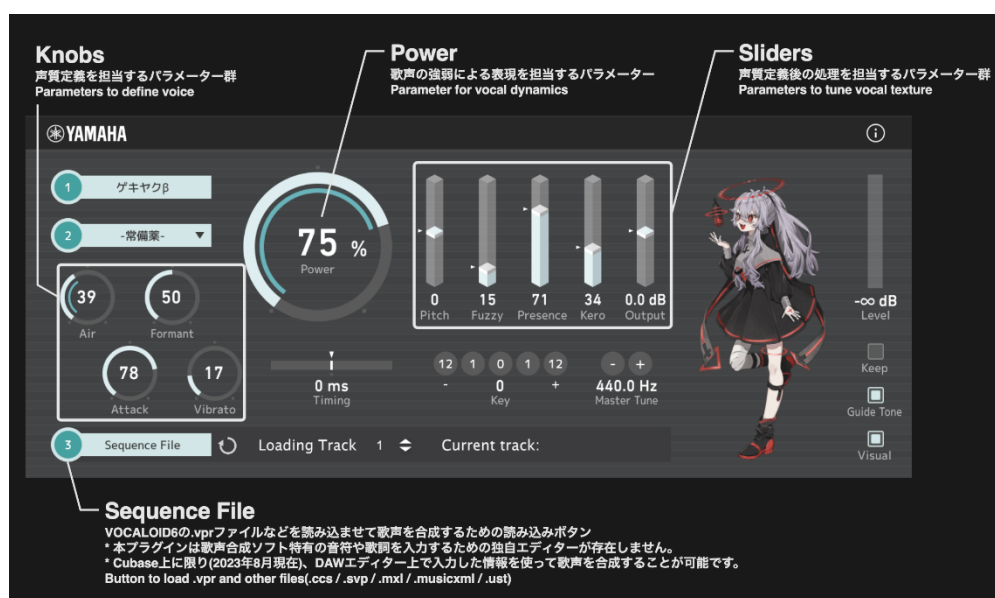 Knobs
声質定義を担当するパラメーター群
Parameters to define voice
Power
歌声の強弱による表現を担当するパラメーター
Parameter for vocal dynamics
Sliders
声質定義後の処理を担当するパラメーター群
Parameters to tune vocal texture
YAMAHA
1 ゲキヤクβ
2 -常備薬- ▼
39 50
Air Formant
78 17
Attack Vibrato
75 %
Power
0 15 71 34 0.0 dB
Pitch Fuzzy Presence Kero Output
0 ms
Timing
12 1 0 1 12
- 0 +
Key
- +
440.0 Hz
Master Tune
-∞ dB
Level
Keep
Guide Tone
Visual
3 Sequence File Loading Track 1 Current track:
Sequence File
VOCALOID6の.vprファイルなどを読み込ませて歌声を合成するための読み込みボタン
* 本プラグインは歌声合成ソフト特有の音符や歌詞を入力するための独自エディターが存在しません。
* Cubase上に限り(2023年8月現在)、DAWエディター上で入力した情報を使って歌声を合成することが可能です。
Button to load .vpr and other files(.ccs / .svp / .mxl / .musicxml / .ust)